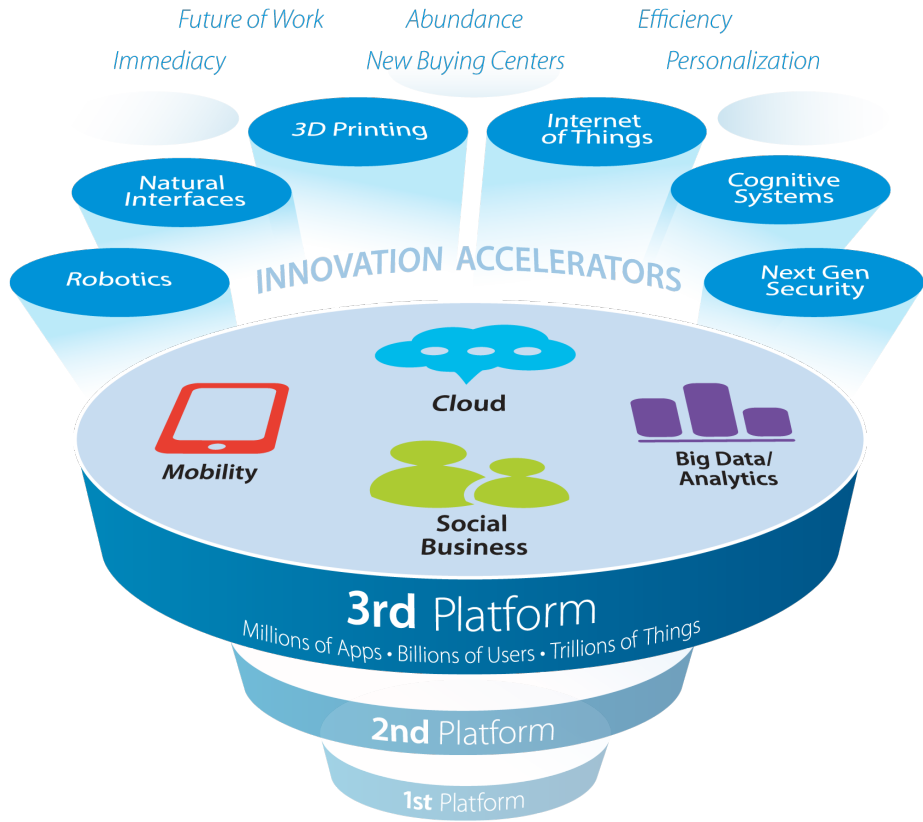 Future of Work
Abundance
Efficiency
Immediacy
New Buying Centers
Personalization
3D Printing
Internet
of Things
Natural
Interfaces
Cognitive
Systems
Robotics
INNOVATION ACCELERATORS
Next Gen
Security
Cloud
Mobility
Big Data/
Analytics
Social
Business
3rd Platform
Millions of Apps • Billions of Users • Trillions of Things
2nd Platform
1st Platform